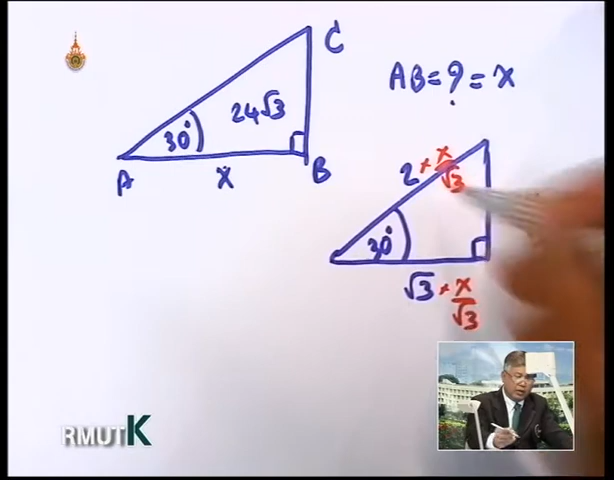 C
AB=?=x
30°
24√3
A
x
B
2 × x/√3
30°
√3 × x/√3
RMUTK